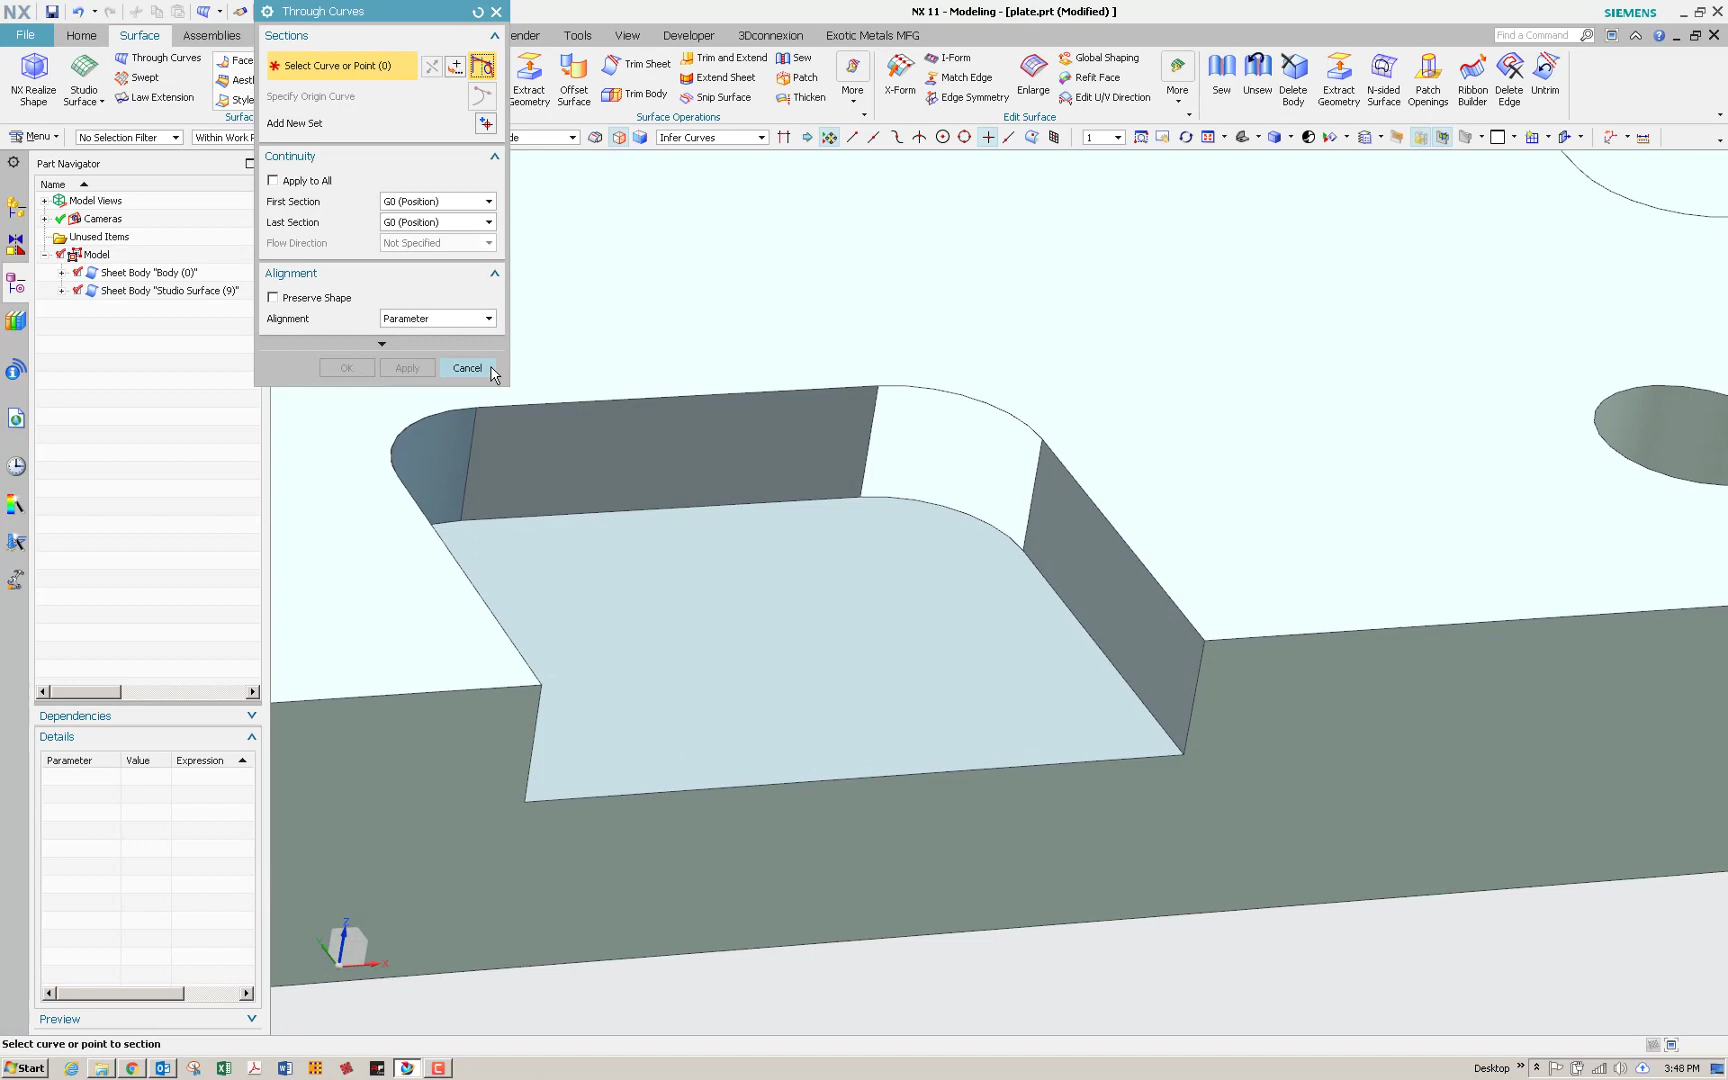 NX
Through Curves
NX 11 - Modeling - [plate.prt (Modified) ]
SIEMENS
File
Home
Surface
Assemblies
ender
Tools
View
Developer
3Dconnexion
Exotic Metals MFG
Find a Command
NX Realize
Shape
Studio
Surface
Through Curves
Swept
Law Extension
Face
Aest
Style
Surfac
Extract
Geometry
Offset
Surface
Trim Sheet
Trim Body
Trim and Extend
Extend Sheet
Snip Surface
Sew
Patch
Thicken
More
Surface Operations
X-Form
I-Form
Match Edge
Edge Symmetry
Enlarge
Global Shaping
Refit Face
Edit U/V Direction
More
Edit Surface
Sew
Unsew
Delete
Body
Extract
Geometry
N-sided
Surface
Patch
Openings
Ribbon
Builder
Delete
Edge
Untrim
Menu
No Selection Filter
Within Work P
de
Infer Curves
1
Sections
* Select Curve or Point (0)
Specify Origin Curve
Add New Set
Continuity
Apply to All
First Section
G0 (Position)
Last Section
G0 (Position)
Flow Direction
Not Specified
Alignment
Preserve Shape
Alignment
Parameter
OK
Apply
Cancel
Part Navigator
Name
Model Views
Cameras
Unused Items
Model
Sheet Body "Body (0)"
Sheet Body "Studio Surface (9)"
Dependencies
Details
Parameter
Value
Expression
Preview
Z
X
Select curve or point to section
Start
Desktop
3:48 PM